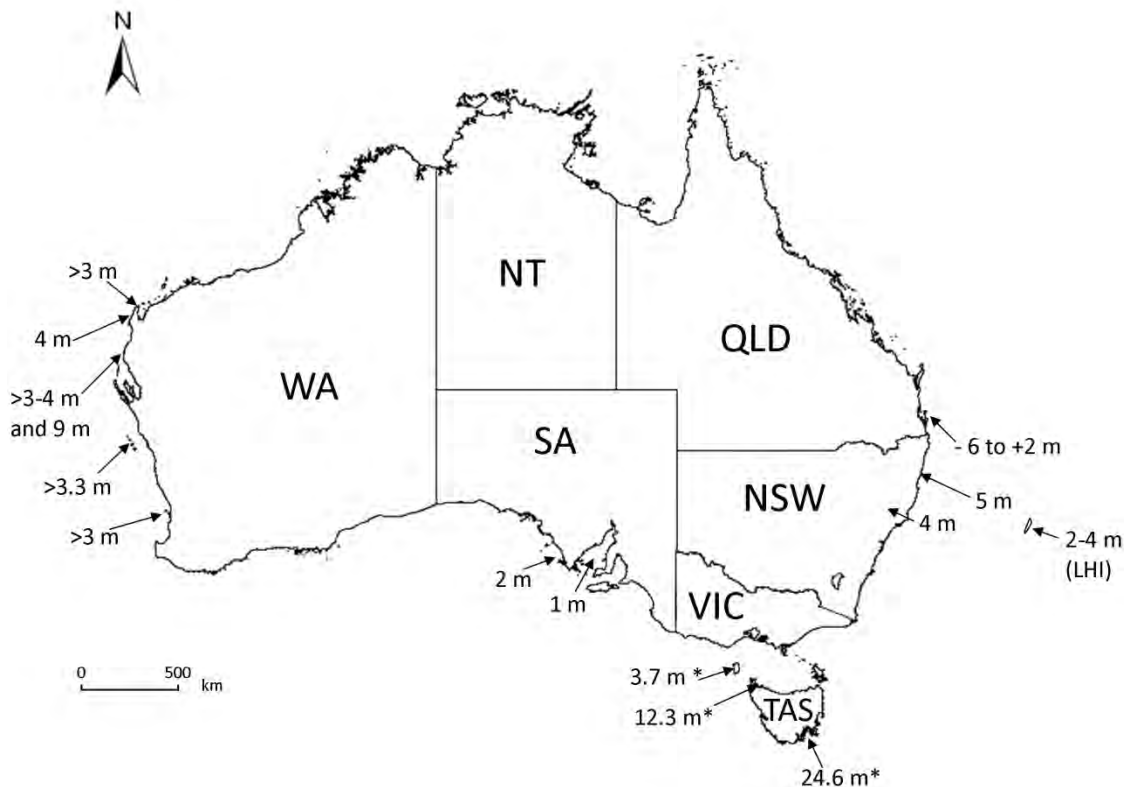 N
>3 m
4 m
>3-4 m
and 9 m
>3.3 m
>3 m
WA
NT
SA
QLD
NSW
VIC
TAS
- 6 to +2 m
5 m
4 m
2-4 m
(LHI)
2 m
1 m
3.7 m *
12.3 m*
24.6 m*
0 500
km